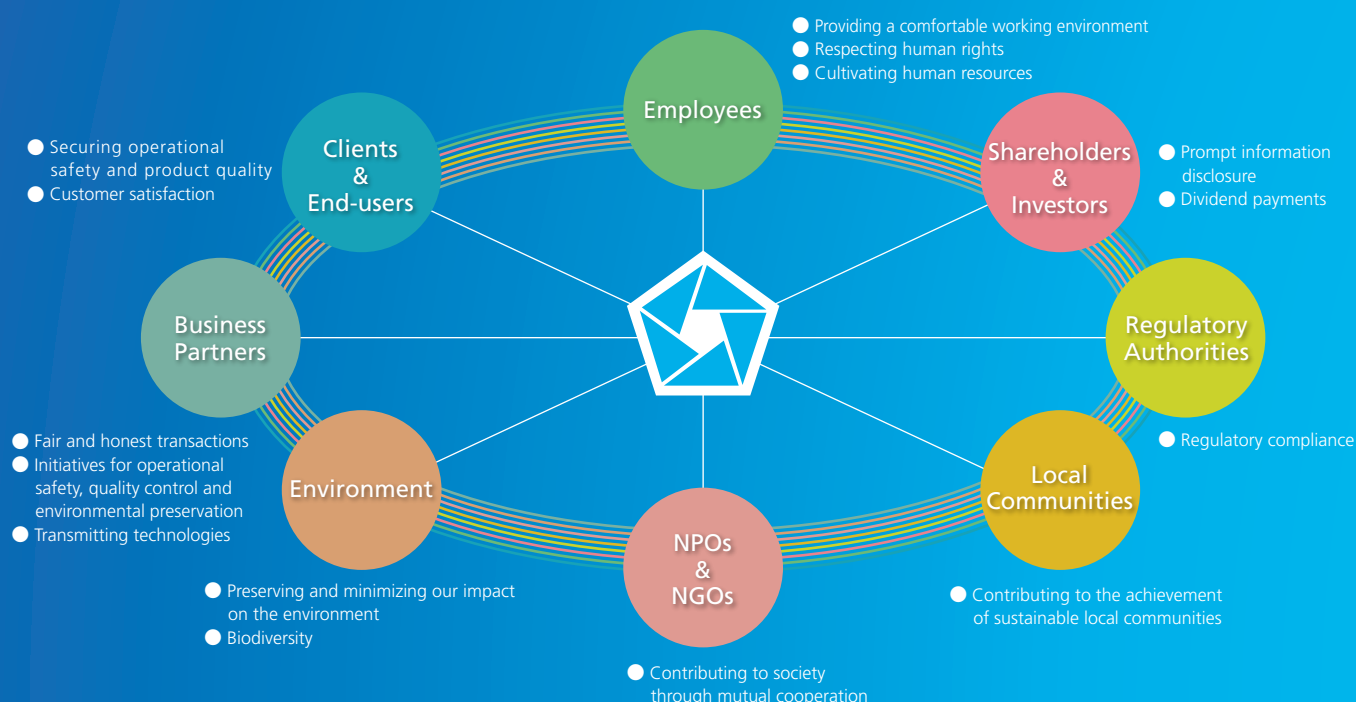 ● Providing a comfortable working environment
● Respecting human rights
● Cultivating human resources
Employees
Clients
&
End-users
● Securing operational
safety and product quality
● Customer satisfaction
Shareholders
&
Investors
● Prompt information
disclosure
● Dividend payments
Business
Partners
● Fair and honest transactions
● Initiatives for operational
safety, quality control and
environmental preservation
● Transmitting technologies
Regulatory
Authorities
● Regulatory compliance
Environment
● Preserving and minimizing our impact
on the environment
● Biodiversity
Local
Communities
● Contributing to the achievement
of sustainable local communities
NPOs
&
NGOs
● Contributing to society
through mutual cooperation